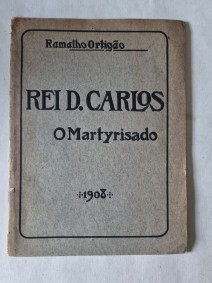 Ramalho Ortigão
REI D. CARLOS
O Martyrisado
1908